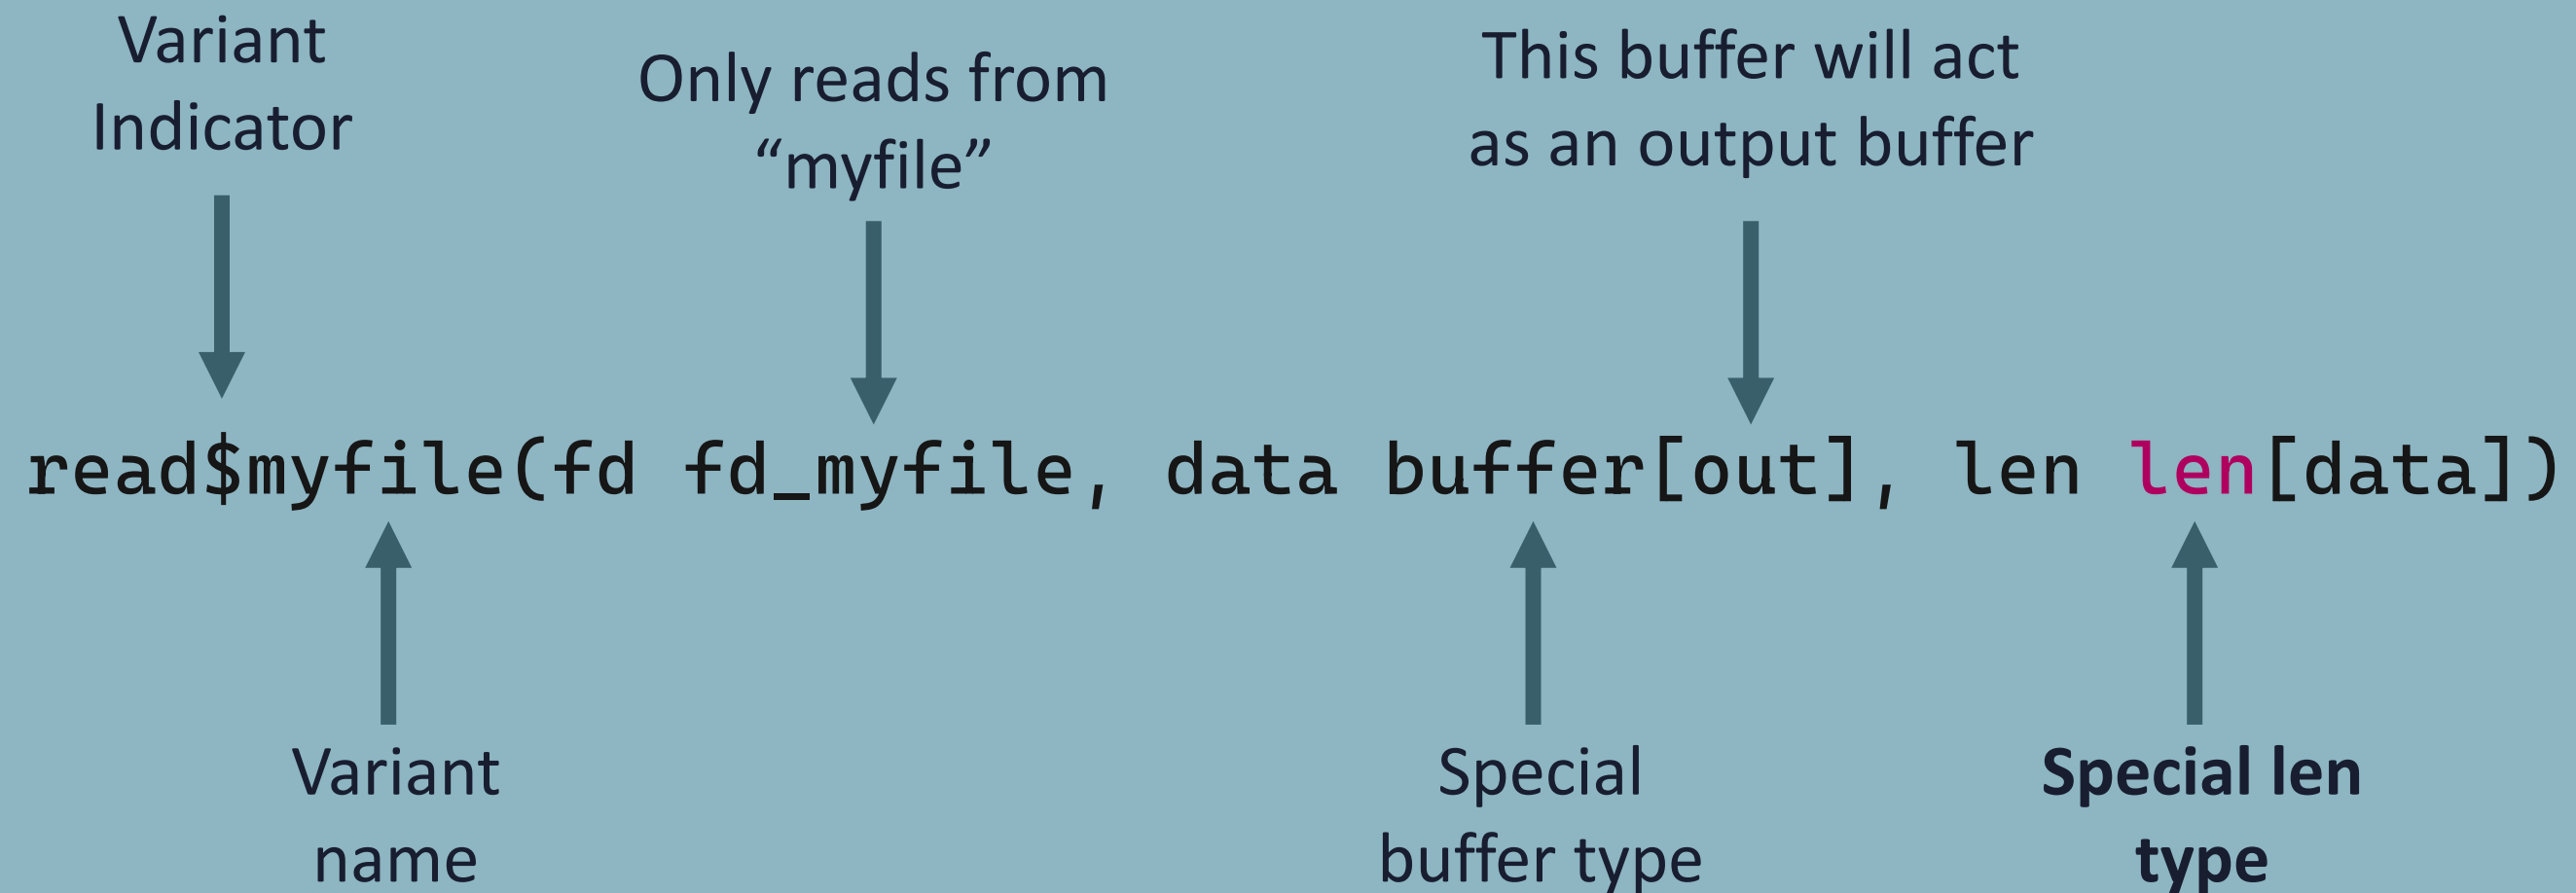 Variant
Indicator
Only reads from
“myfile”
This buffer will act
as an output buffer
read$myfile(fd fd_myfile, data buffer[out], len len[data])
Variant
name
Special
buffer type
Special len
type